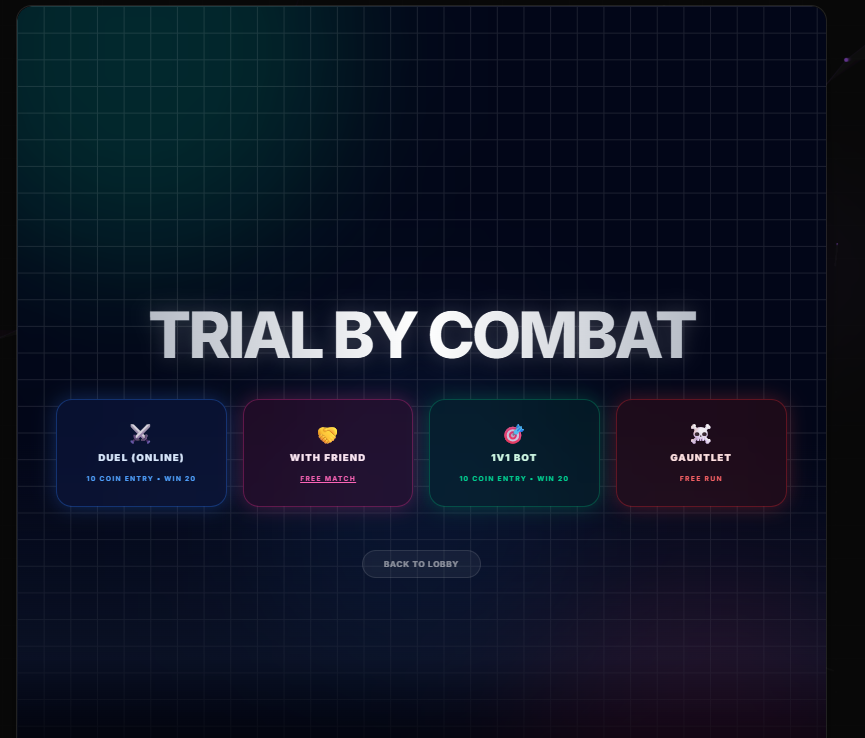 TRIAL BY COMBAT
DUEL (ONLINE)
10 COIN ENTRY • WIN 20
WITH FRIEND
FREE MATCH
1V1 BOT
10 COIN ENTRY • WIN 20
GAUNTLET
FREE RUN
BACK TO LOBBY